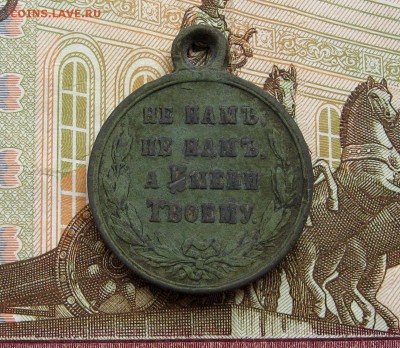 COINS.LAVE.RU
НЕ НАМЪ
НЕ НАМЪ,
А ИМЕНИ
ТВОЕМУ.